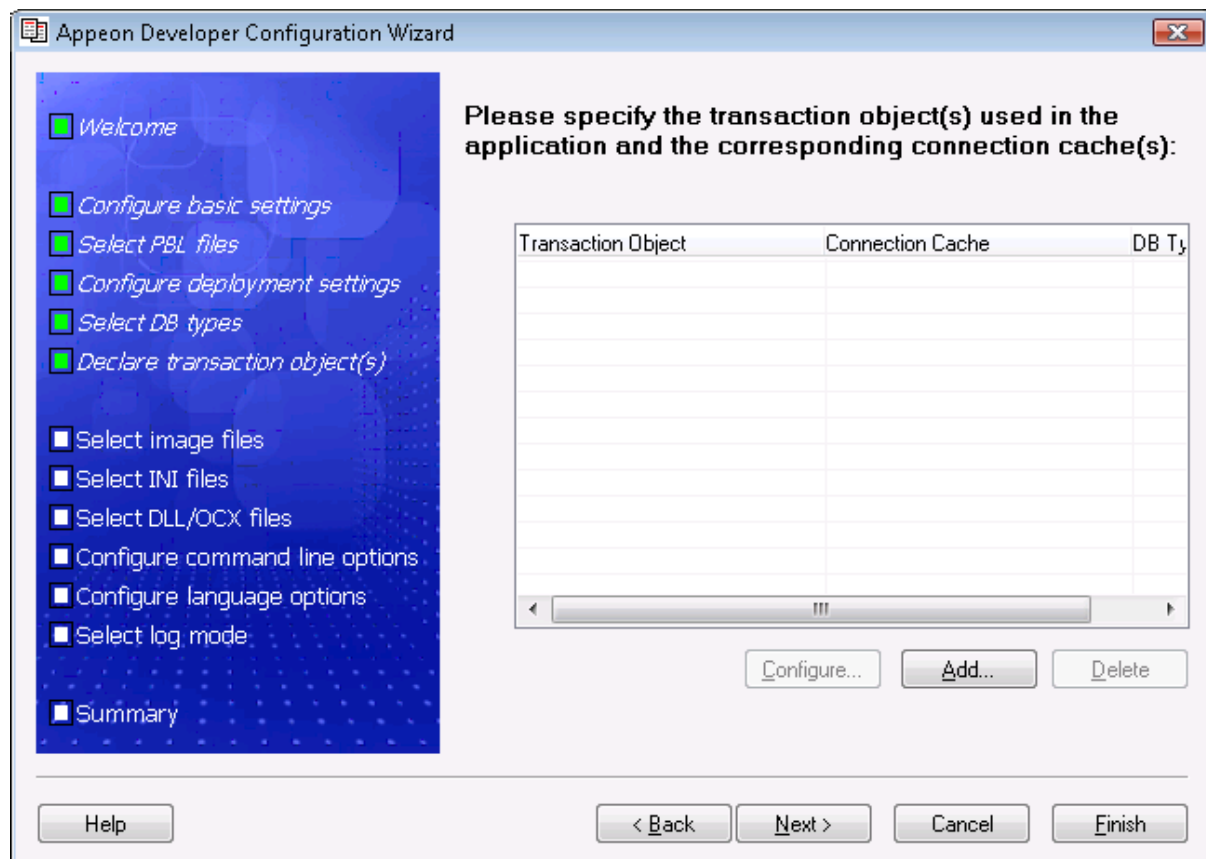 Appeon Developer Configuration Wizard
Welcome
Configure basic settings
Select PBL files
Configure deployment settings
Select DB types
Declare transaction object(s)
Select image files
Select INI files
Select DLL/OCX files
Configure command line options
Configure language options
Select log mode
Summary
Please specify the transaction object(s) used in the
application and the corresponding connection cache(s):
Transaction Object Connection Cache DB Ty
Configure... Add... Delete
Help < Back Next > Cancel Finish